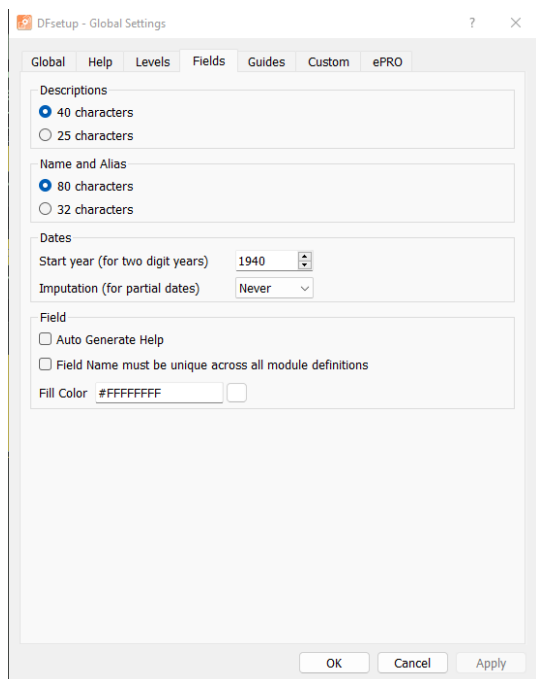 DFsetup - Global Settings
Global Help Levels Fields Guides Custom ePRO
Descriptions
40 characters
25 characters
Name and Alias
80 characters
32 characters
Dates
Start year (for two digit years) 1940
Imputation (for partial dates) Never
Field
Auto Generate Help
Field Name must be unique across all module definitions
Fill Color #FFFFFFFF
OK Cancel Apply